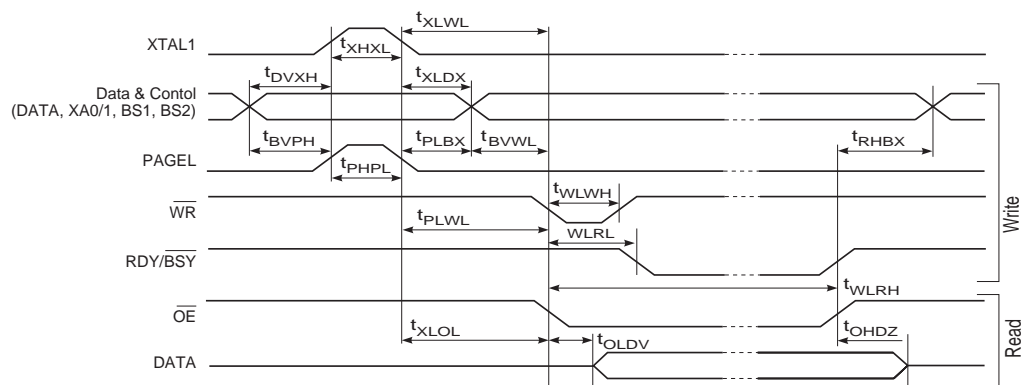 tXLWL
XTAL1
tXHXL
tDVXH
tXLDX
Data & Contol
(DATA, XA0/1, BS1, BS2)
tBVPH
tPLBX
tBVWL
tRHBX
PAGEL
tPHPL
tWLWH
WR
tPLWL
WLRL
Write
RDY/BSY
tWLRH
OE
tXLOL
tOHDZ
tOLDV
Read
DATA